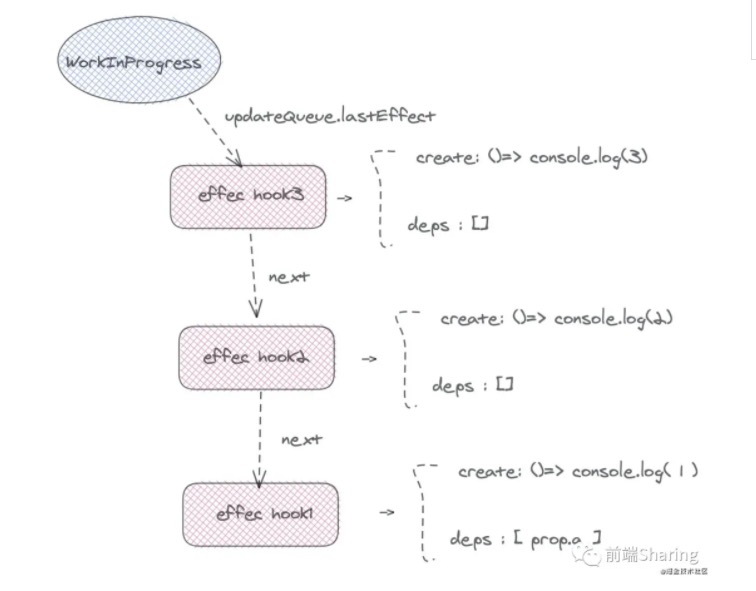 WorkInProgress
updateQueue.lastEffect
create: ()=> console.log(3)
effec hook3
deps : []
next
create: ()=> console.log(2)
effec hook2
deps : []
next
create: ()=> console.log( 1 )
effec hook1
deps : [ prop.a ]
前端Sharing
@掘金技术社区